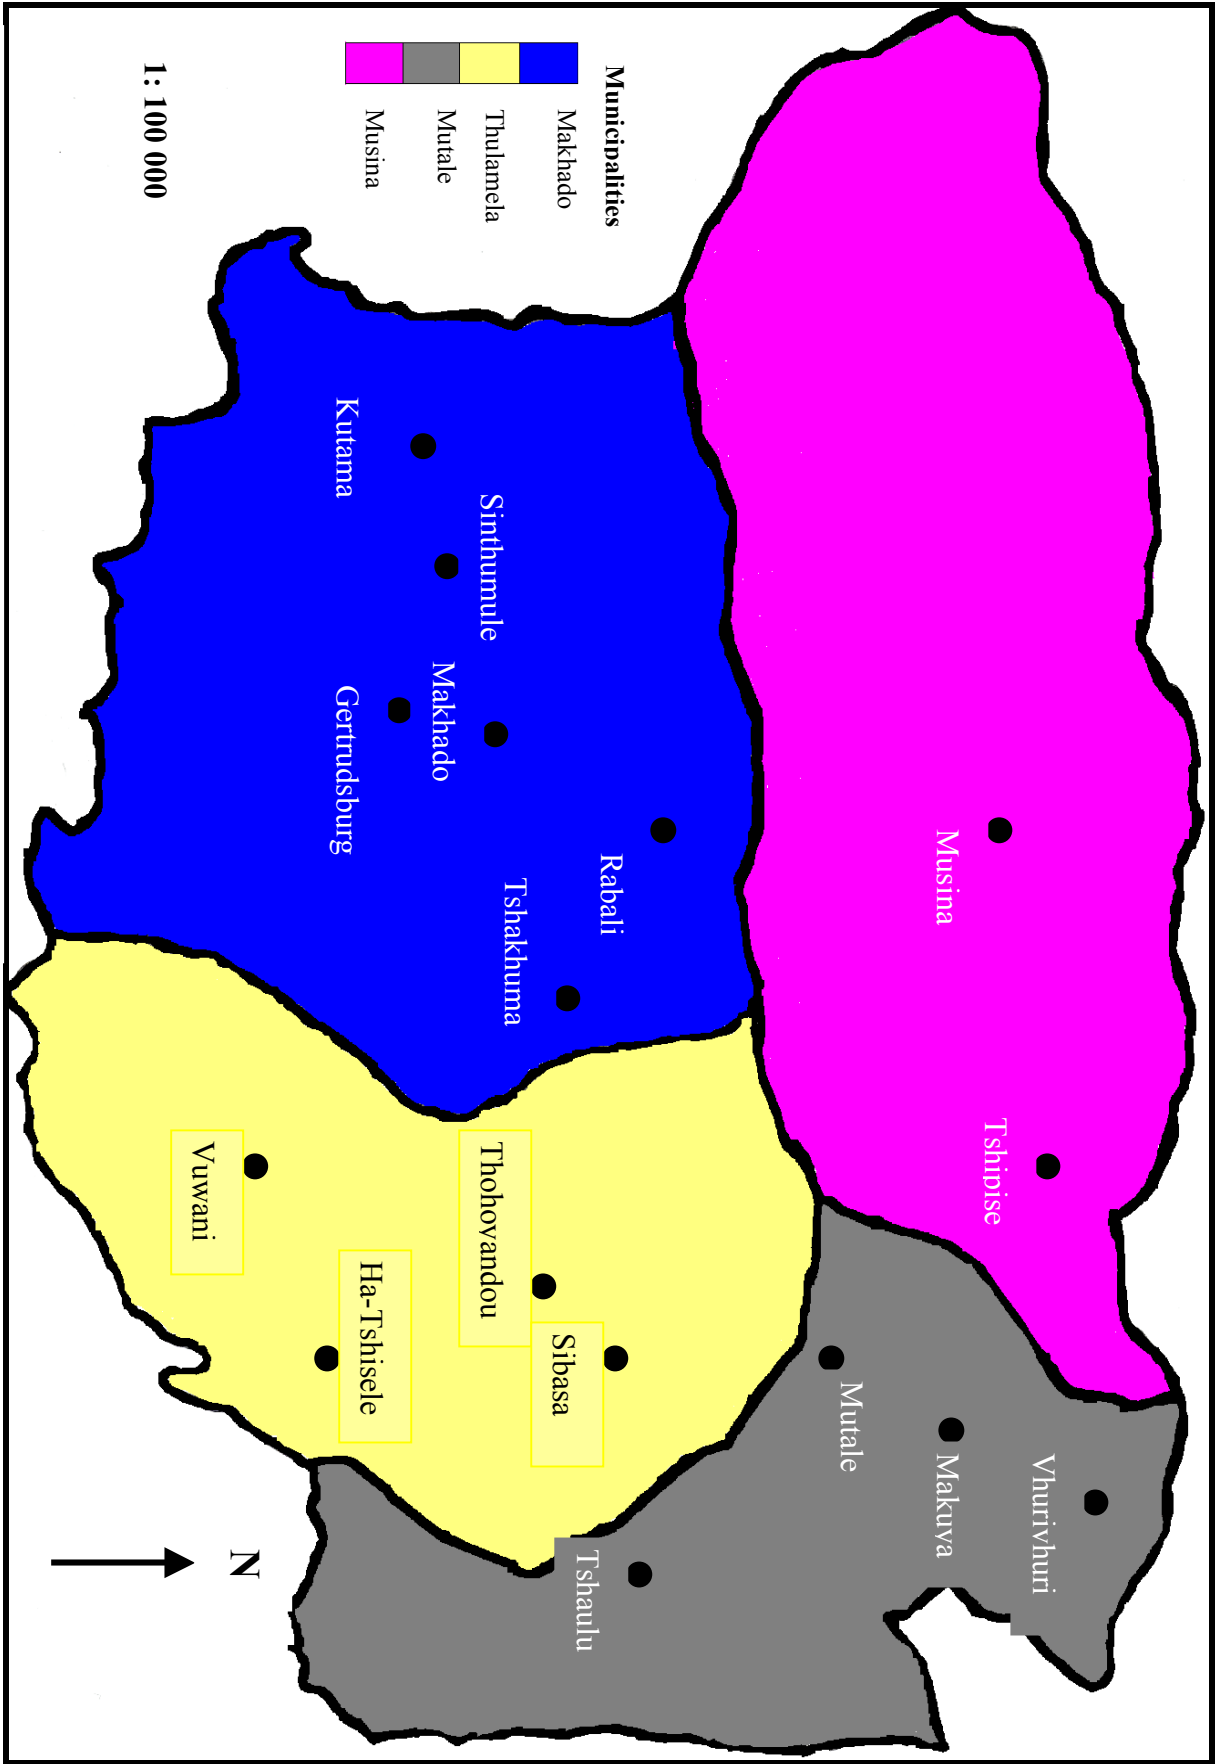 Vhurivhuri
Tshipise
Musina
Makuya
Mutale
Rabali
Tshakhuma
Sinthumule
Makhado
Kutama
Gertrudsburg
Tshaulu
Sibasa
Thohoyandou
Ha-Tshisele
Vuwani
Municipalities
Makhado
Thulamela
Mutale
Musina
1: 100 000
N